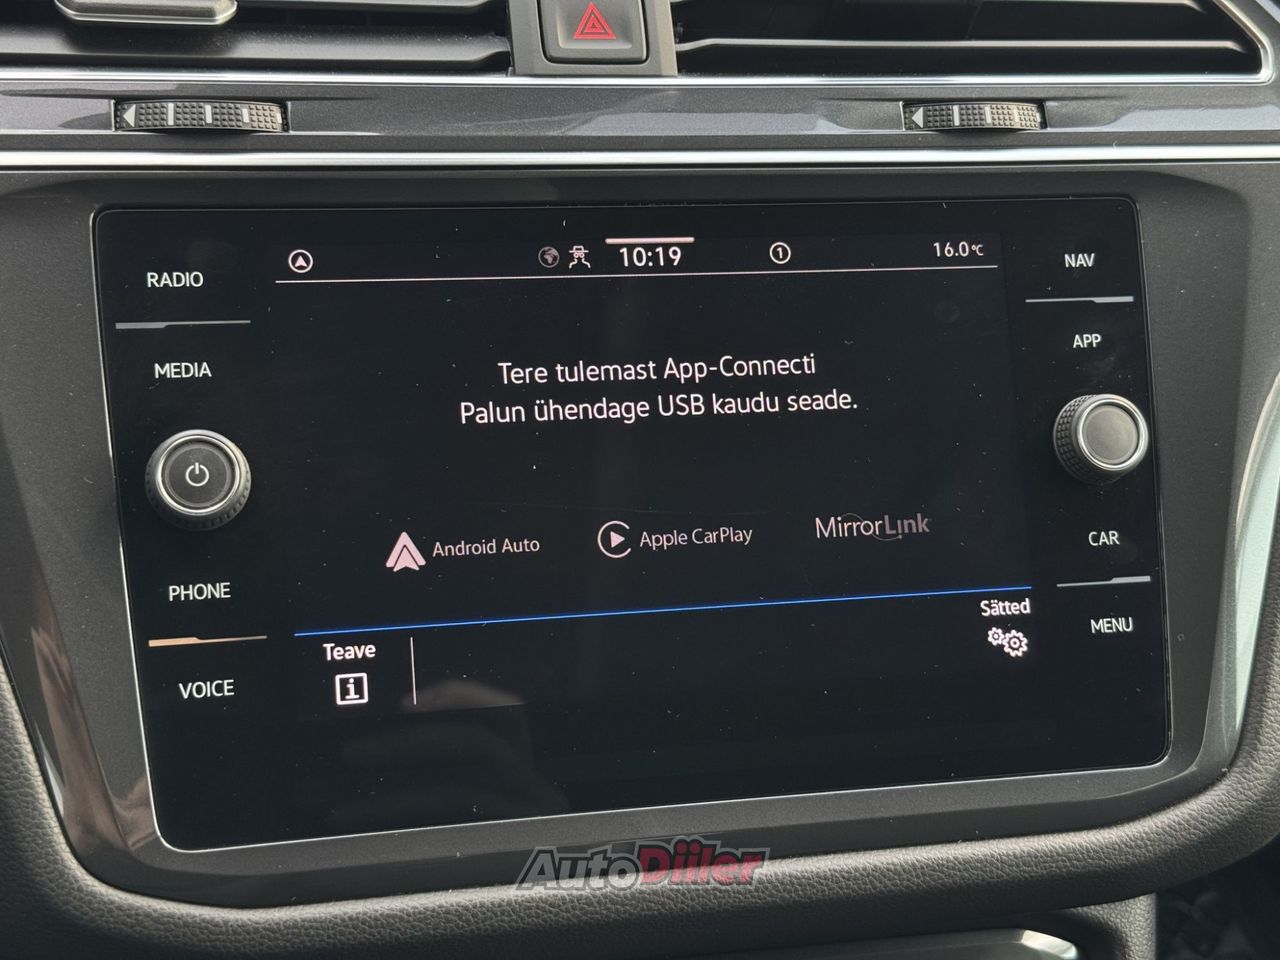 10:19
1
16.0°C
RADIO
MEDIA
PHONE
VOICE
Tere tulemast App-Connecti
Palun ühendage USB kaudu seade.
Android Auto
Apple CarPlay
MirrorLink
Teave
i
Sätted
NAV
APP
CAR
MENU
AutoDiiler